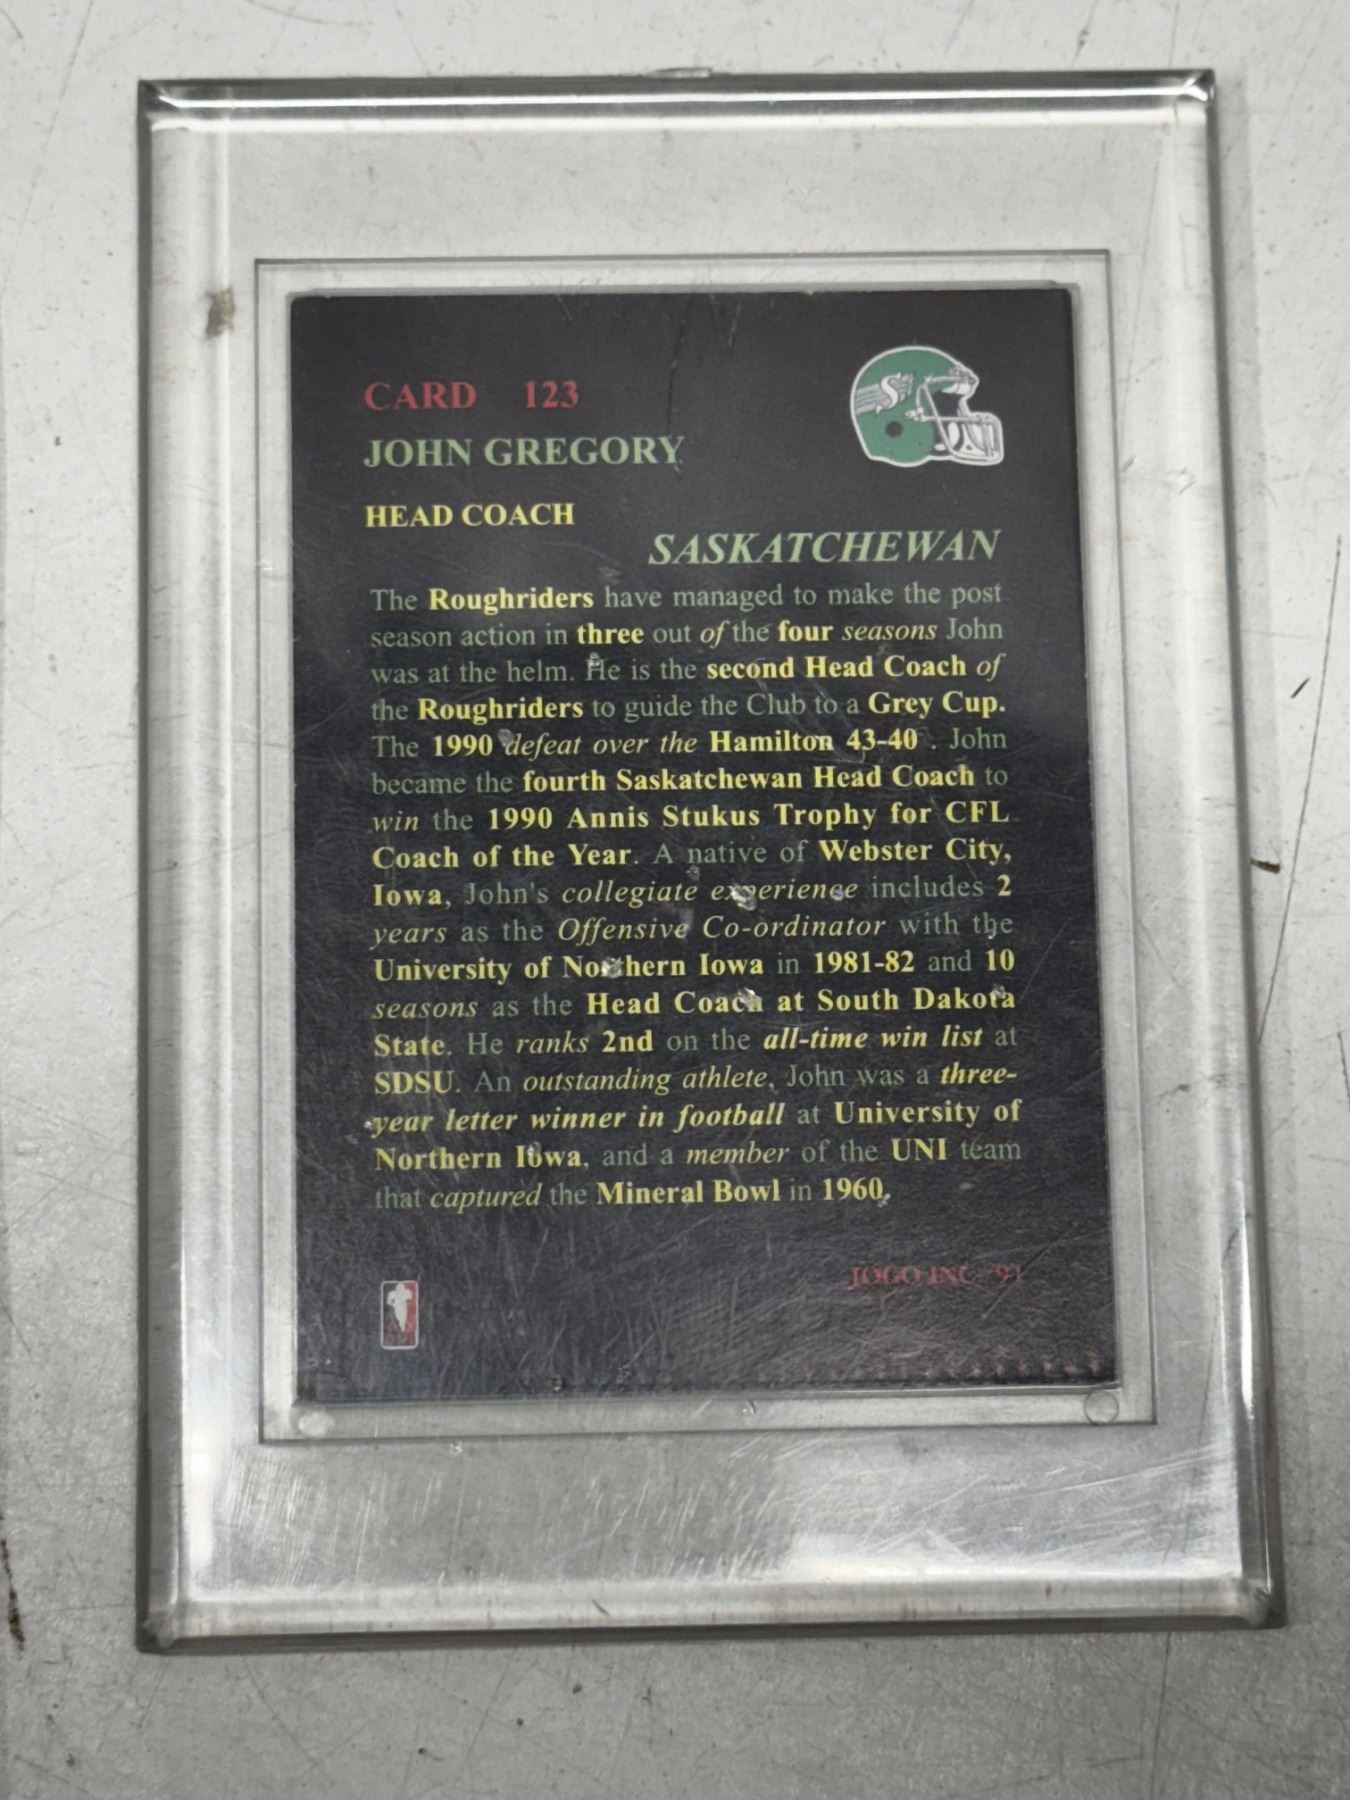 CARD 123
JOHN GREGORY
HEAD COACH
SASKATCHEWAN
The Roughriders have managed to make the post
season action in three out of the four seasons John
was at the helm. He is the second Head Coach of
the Roughriders to guide the Club to a Grey Cup.
The 1990 defeat over the Hamilton 43-40 . John
became the fourth Saskatchewan Head Coach to
win the 1990 Annis Stukus Trophy for CFL
Coach of the Year. A native of Webster City,
Iowa, John's collegiate experience includes 2
years as the Offensive Co-ordinator with the
University of Northern Iowa in 1981-82 and 10
seasons as the Head Coach at South Dakota
State. He ranks 2nd on the all-time win list at
SDSU. An outstanding athlete, John was a three-
year letter winner in football at University of
Northern Iowa, and a member of the UNI team
that captured the Mineral Bowl in 1960.
JOGO INC
S